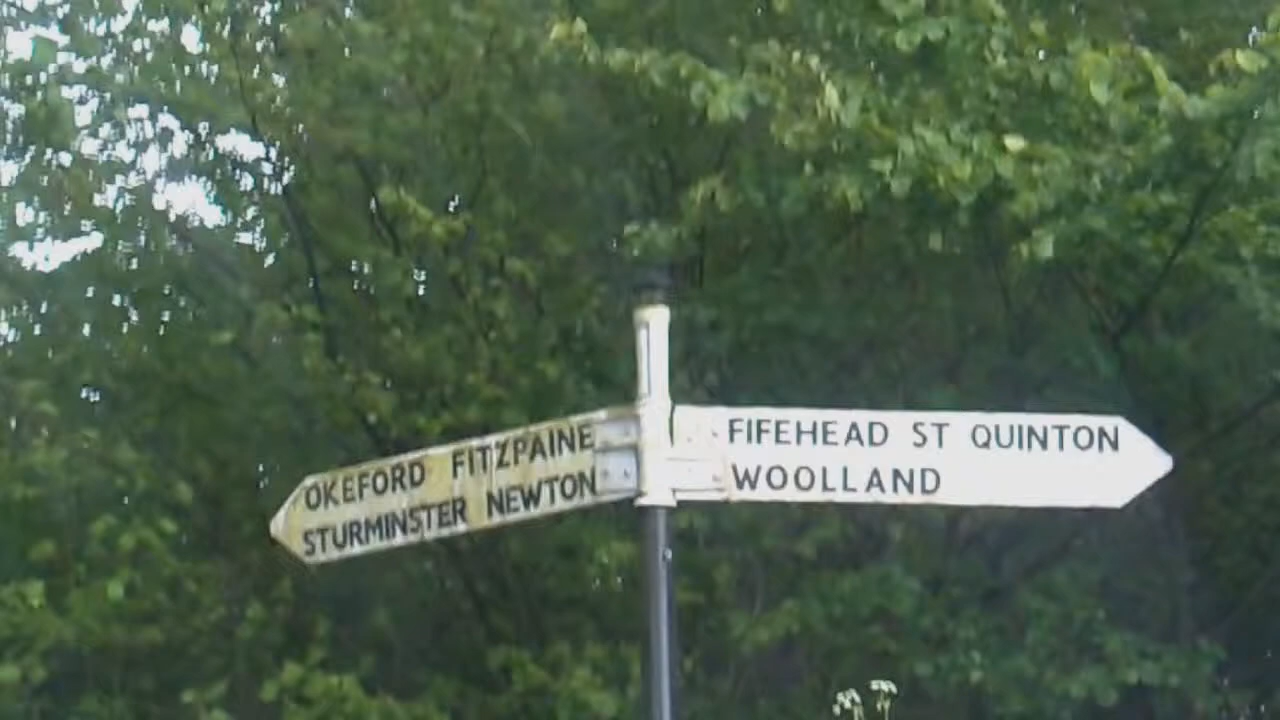 OKEFORD FITZPAINE
STURMINSTER NEWTON
FIFEHEAD ST QUINTON
WOOLLAND